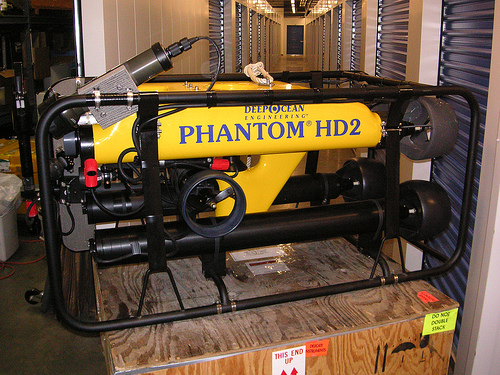 DEEP OCEAN
ENGINEERING®
PHANTOM® HD2
DO NOT
DOUBLE
STACK
THIS END
UP